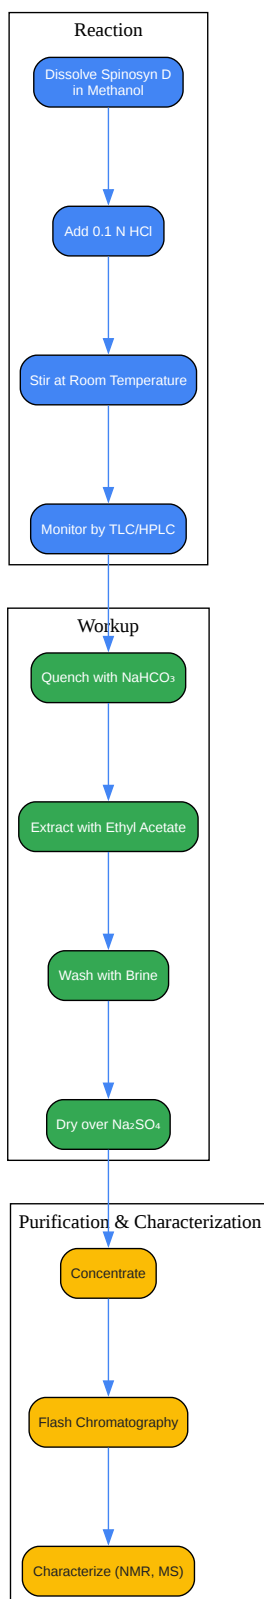 Reaction
Dissolve Spinosyn D
in Methanol
Add 0.1 N HCl
Stir at Room Temperature
Monitor by TLC/HPLC
Workup
Quench with NaHCO₃
Extract with Ethyl Acetate
Wash with Brine
Dry over Na₂SO₄
Purification & Characterization
Concentrate
Flash Chromatography
Characterize (NMR, MS)